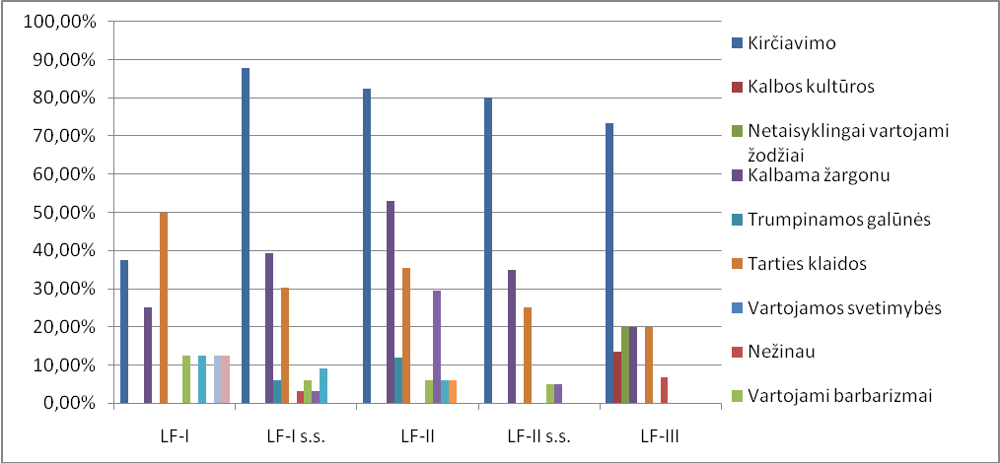 100,00%
90,00%
80,00%
70,00%
60,00%
50,00%
40,00%
30,00%
20,00%
10,00%
0,00%
LF-I
LF-I s.s.
LF-II
LF-II s.s.
LF-III
Kirčiavimo
Kalbos kultūros
Netaisyklingai vartojami
žodžiai
Kalbama žargonu
Trumpinamos galūnės
Tarties klaidos
Vartojamos svetimybės
Nežinau
Vartojami barbarizmai